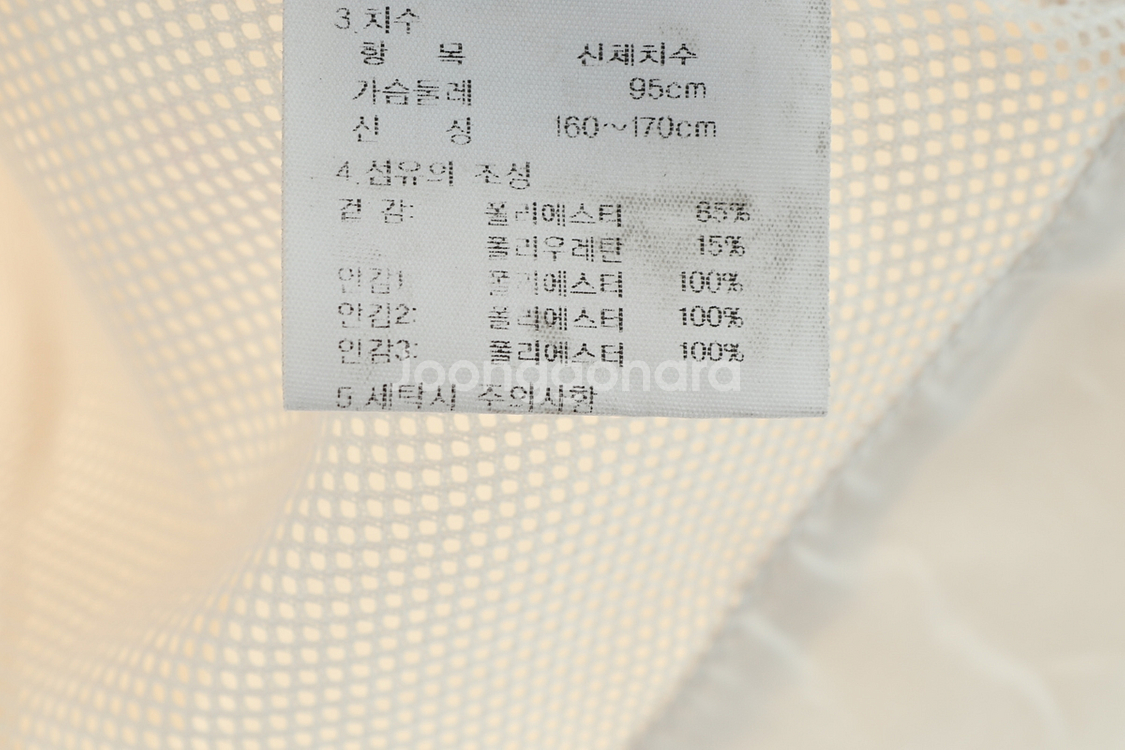 3.치수
항 목 신체치수
가슴둘레 95cm
신 장 160~170cm
4.섬유의 조성
겉 감: 폴리에스터 85%
폴리우레탄 15%
안감1: 폴리에스터 100%
안감2: 폴리에스터 100%
안감3: 폴리에스터 100%
Joongoonara
5.세탁시 주의사항